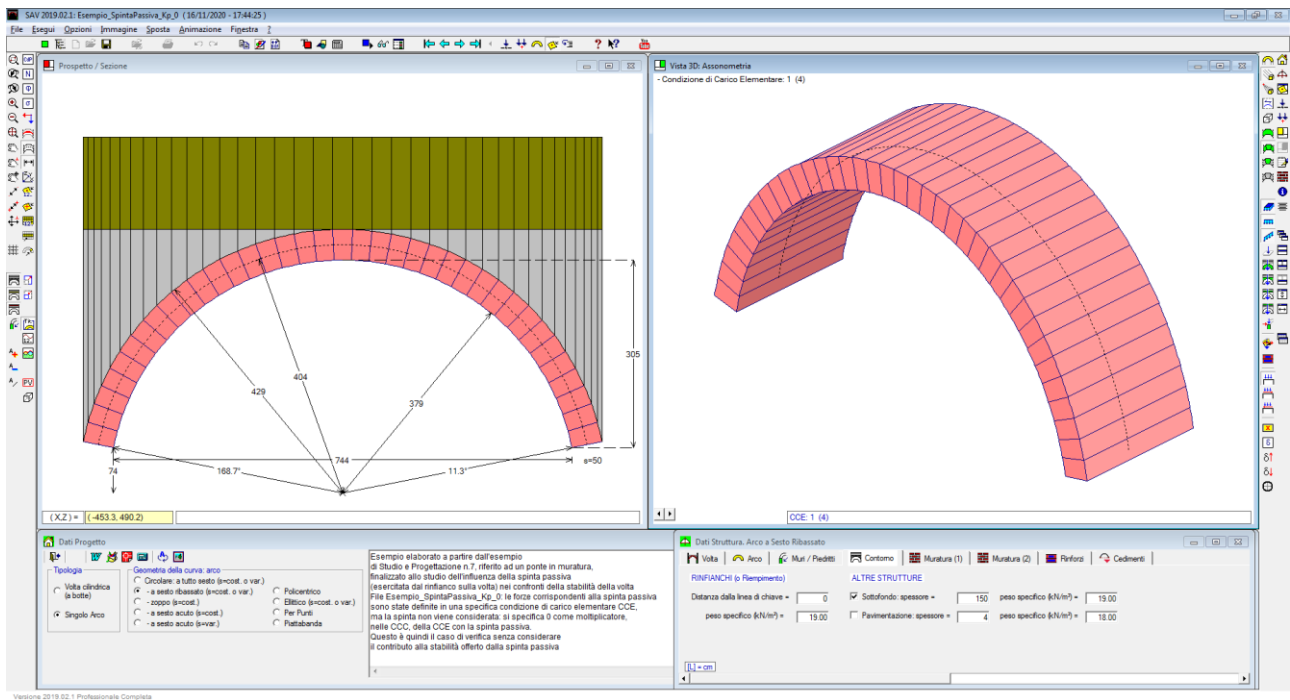 SAV 2019.02.1: Esempio_SpintaPassiva_Kp_0 (16/11/2020 - 17:44:25)
File Esegui Opzioni Immagine Sposta Animazione Finestra ?
Prospetto / Sezione
305
429
404
379
744
s=50
74
168.7°
11.3°
(X,Z) = (-453.3, 490.2)
Vista 3D: Assonometria
- Condizione di Carico Elementare: 1 (4)
CCE: 1 (4)
Dati Progetto
Tipologia
Volta cilindrica
(a botte)
Singolo Arco
Geometria della curva: arco
Circolare: a tutto sesto (s=cost. o var.)
- a sesto ribassato (s=cost. o var.)
- zoppo (s=cost.)
- a sesto acuto (s=cost.)
- a sesto acuto (s=var.)
Policentrico
Ellittico (s=cost. o var.)
Per Punti
Piattabanda
Esempio elaborato a partire dall'esempio
di Studio e Progettazione n.7, riferito ad un ponte in muratura,
finalizzato allo studio dell'influenza della spinta passiva
(esercitata dal rinfianco sulla volta) nei confronti della stabilità della volta
File Esempio_SpintaPassiva_Kp_0: le forze corrispondenti alla spinta passiva
sono state definite in una specifica condizione di carico elementare CCE,
ma la spinta non viene considerata: si specifica 0 come moltiplicatore,
nelle CCC, della CCE con la spinta passiva.
Questo è quindi il caso di verifica senza considerare
il contributo alla stabilità offerto dalla spinta passiva
Dati Struttura. Arco a Sesto Ribassato
Volta Arco Muri / Piedritti Contorno Muratura (1) Muratura (2) Rinforzi Cedimenti
RINFIANCHI (o Riempimento)
Distanza dalla linea di chiave = 0
peso specifico (kN/m³) = 19.00
ALTRE STRUTTURE
Sottofondo: spessore = 150 peso specifico (kN/m³) = 19.00
Pavimentazione: spessore = 4 peso specifico (kN/m³) = 18.00
[L] = cm
Versione 2019.02.1 Professionale Completa